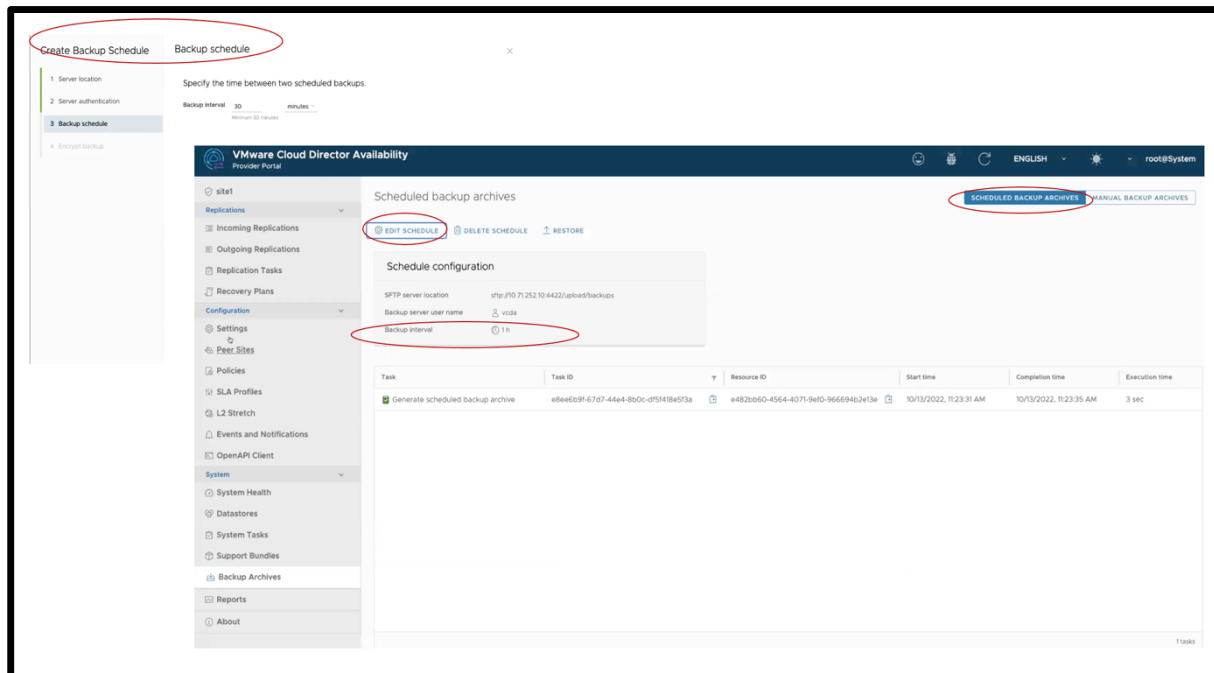 Create Backup Schedule
1 Server location
2 Server authentication
3 Backup schedule
4 Encrypt backup
Backup schedule
Specify the time between two scheduled backups.
Backup interval 30 minutes
Minimum 30 minutes
VMware Cloud Director Availability
Provider Portal
ENGLISH
root@System
site1
Replications
Incoming Replications
Outgoing Replications
Replication Tasks
Recovery Plans
Configuration
Settings
Peer Sites
Policies
SLA Profiles
L2 Stretch
Events and Notifications
OpenAPI Client
System
System Health
Datastores
System Tasks
Support Bundles
Backup Archives
Reports
About
Scheduled backup archives
SCHEDULED BACKUP ARCHIVES MANUAL BACKUP ARCHIVES
EDIT SCHEDULE DELETE SCHEDULE RESTORE
Schedule configuration
SFTP server location sftp://10.71.252.10:4422/upload/backups
Backup server user name vcda
Backup interval 1 h
Task Task ID Resource ID Start time Completion time Execution time
Generate scheduled backup archive e8ee6b9f-67d7-44e4-8b0c-df5f418e5f3a e482bb60-4564-4071-9ef0-966694b2e13e 10/13/2022, 11:23:31 AM 10/13/2022, 11:23:35 AM 3 sec
1 tasks